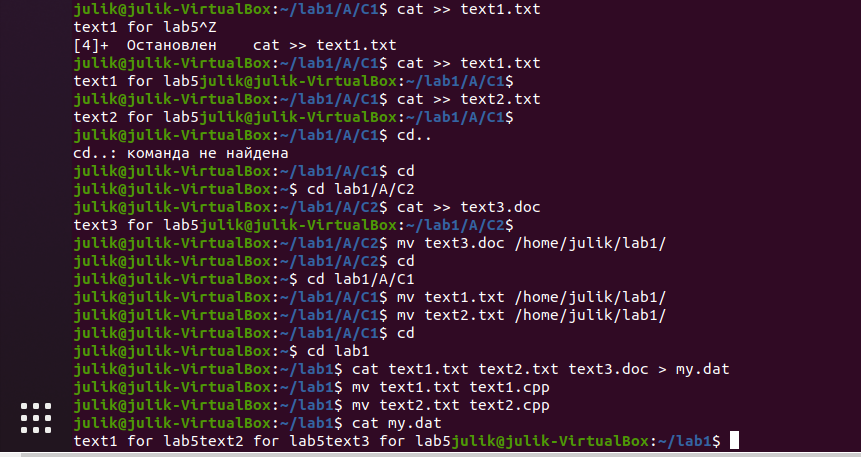 julik@julik-VirtualBox:~/lab1/A/C1$ cat >> text1.txt
text1 for lab5^Z
[4]+  Остановлен    cat >> text1.txt
julik@julik-VirtualBox:~/lab1/A/C1$ cat >> text1.txt
text1 for lab5julik@julik-VirtualBox:~/lab1/A/C1$
julik@julik-VirtualBox:~/lab1/A/C1$ cat >> text2.txt
text2 for lab5julik@julik-VirtualBox:~/lab1/A/C1$
julik@julik-VirtualBox:~/lab1/A/C1$ cd..
cd..: команда не найдена
julik@julik-VirtualBox:~/lab1/A/C1$ cd
julik@julik-VirtualBox:~$ cd lab1/A/C2
julik@julik-VirtualBox:~/lab1/A/C2$ cat >> text3.doc
text3 for lab5julik@julik-VirtualBox:~/lab1/A/C2$
julik@julik-VirtualBox:~/lab1/A/C2$ mv text3.doc /home/julik/lab1/
julik@julik-VirtualBox:~/lab1/A/C2$ cd
julik@julik-VirtualBox:~$ cd lab1/A/C1
julik@julik-VirtualBox:~/lab1/A/C1$ mv text1.txt /home/julik/lab1/
julik@julik-VirtualBox:~/lab1/A/C1$ mv text2.txt /home/julik/lab1/
julik@julik-VirtualBox:~/lab1/A/C1$ cd
julik@julik-VirtualBox:~$ cd lab1
julik@julik-VirtualBox:~/lab1$ cat text1.txt text2.txt text3.doc > my.dat
julik@julik-VirtualBox:~/lab1$ mv text1.txt text1.cpp
julik@julik-VirtualBox:~/lab1$ mv text2.txt text2.cpp
julik@julik-VirtualBox:~/lab1$ cat my.dat
text1 for lab5text2 for lab5text3 for lab5julik@julik-VirtualBox:~/lab1$